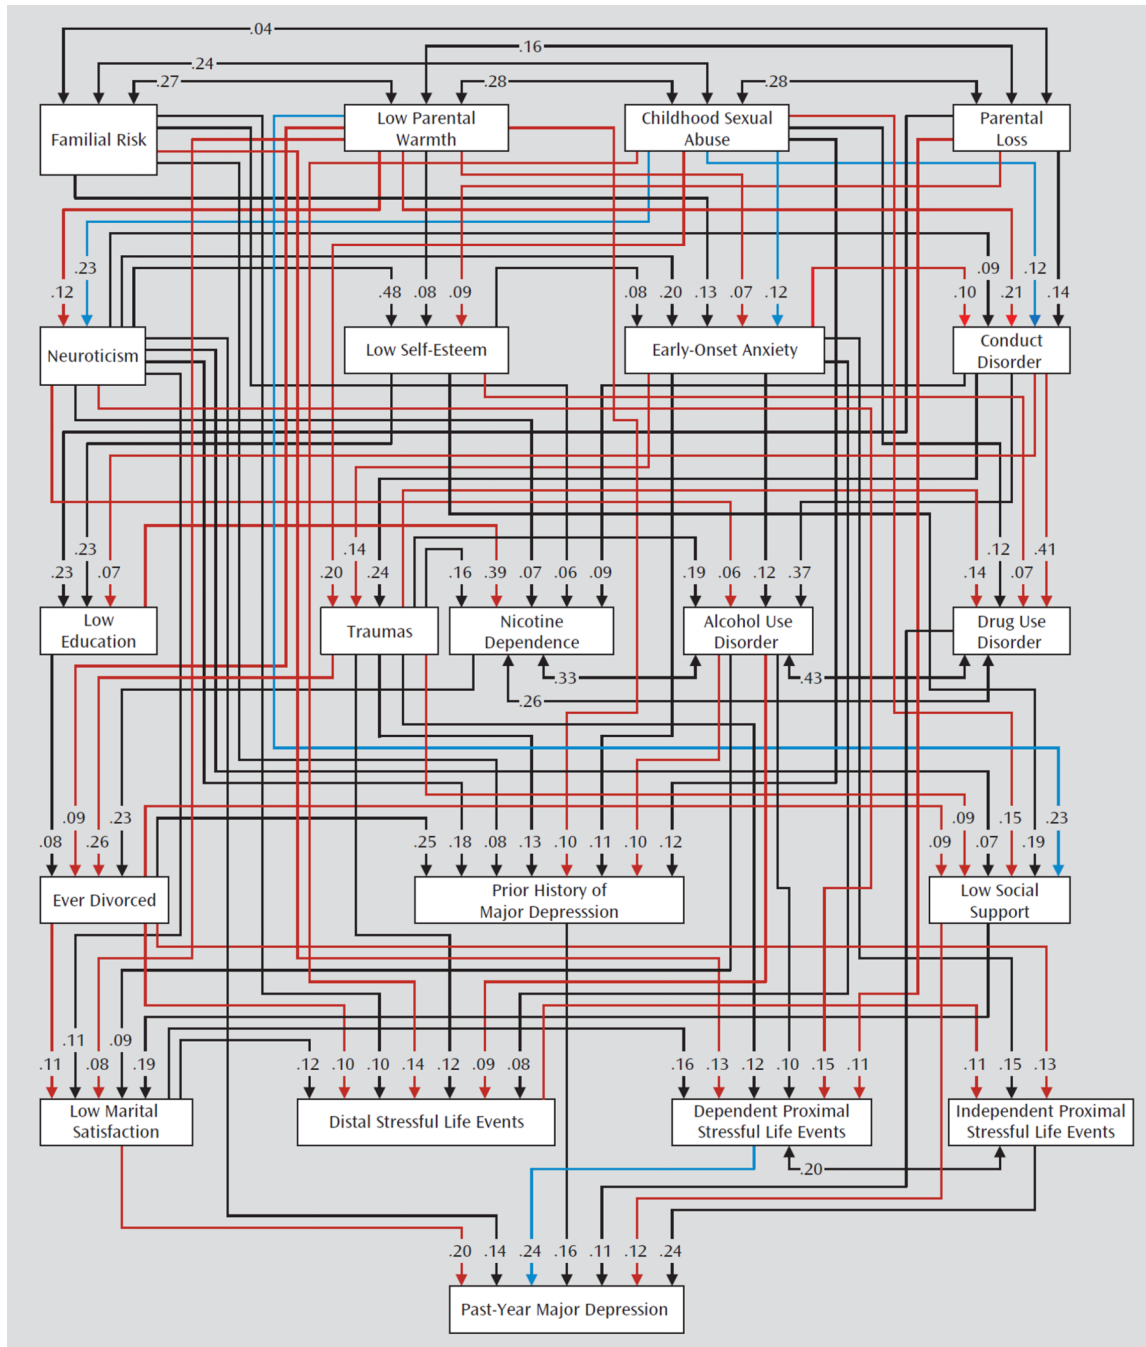 .04
.16
.24
.27
.28
.28
Familial Risk
Low Parental
Warmth
Childhood Sexual
Abuse
Parental
Loss
.12
.23
.48
.08
.09
.08
.20
.13
.07
.12
.10
.09
.21
.12
.14
Neuroticism
Low Self-Esteem
Early-Onset Anxiety
Conduct
Disorder
.23
.23
.07
.20
.14
.24
.16
.39
.07
.06
.09
.19
.06
.12
.37
.14
.12
.07
.41
Low
Education
Traumas
Nicotine
Dependence
Alcohol Use
Disorder
Drug Use
Disorder
.33
.43
.26
.08
.09
.26
.23
.25
.18
.08
.13
.10
.11
.10
.12
.09
.09
.07
.15
.19
.23
Ever Divorced
Prior History of
Major Depresssion
Low Social
Support
.11
.11
.08
.09
.19
.12
.10
.10
.14
.12
.09
.08
.16
.13
.12
.10
.15
.11
.11
.15
.13
Low Marital
Satisfaction
Distal Stressful Life Events
Dependent Proximal
Stressful Life Events
Independent Proximal
Stressful Life Events
.20
.20
.14
.24
.16
.11
.12
.24
Past-Year Major Depression